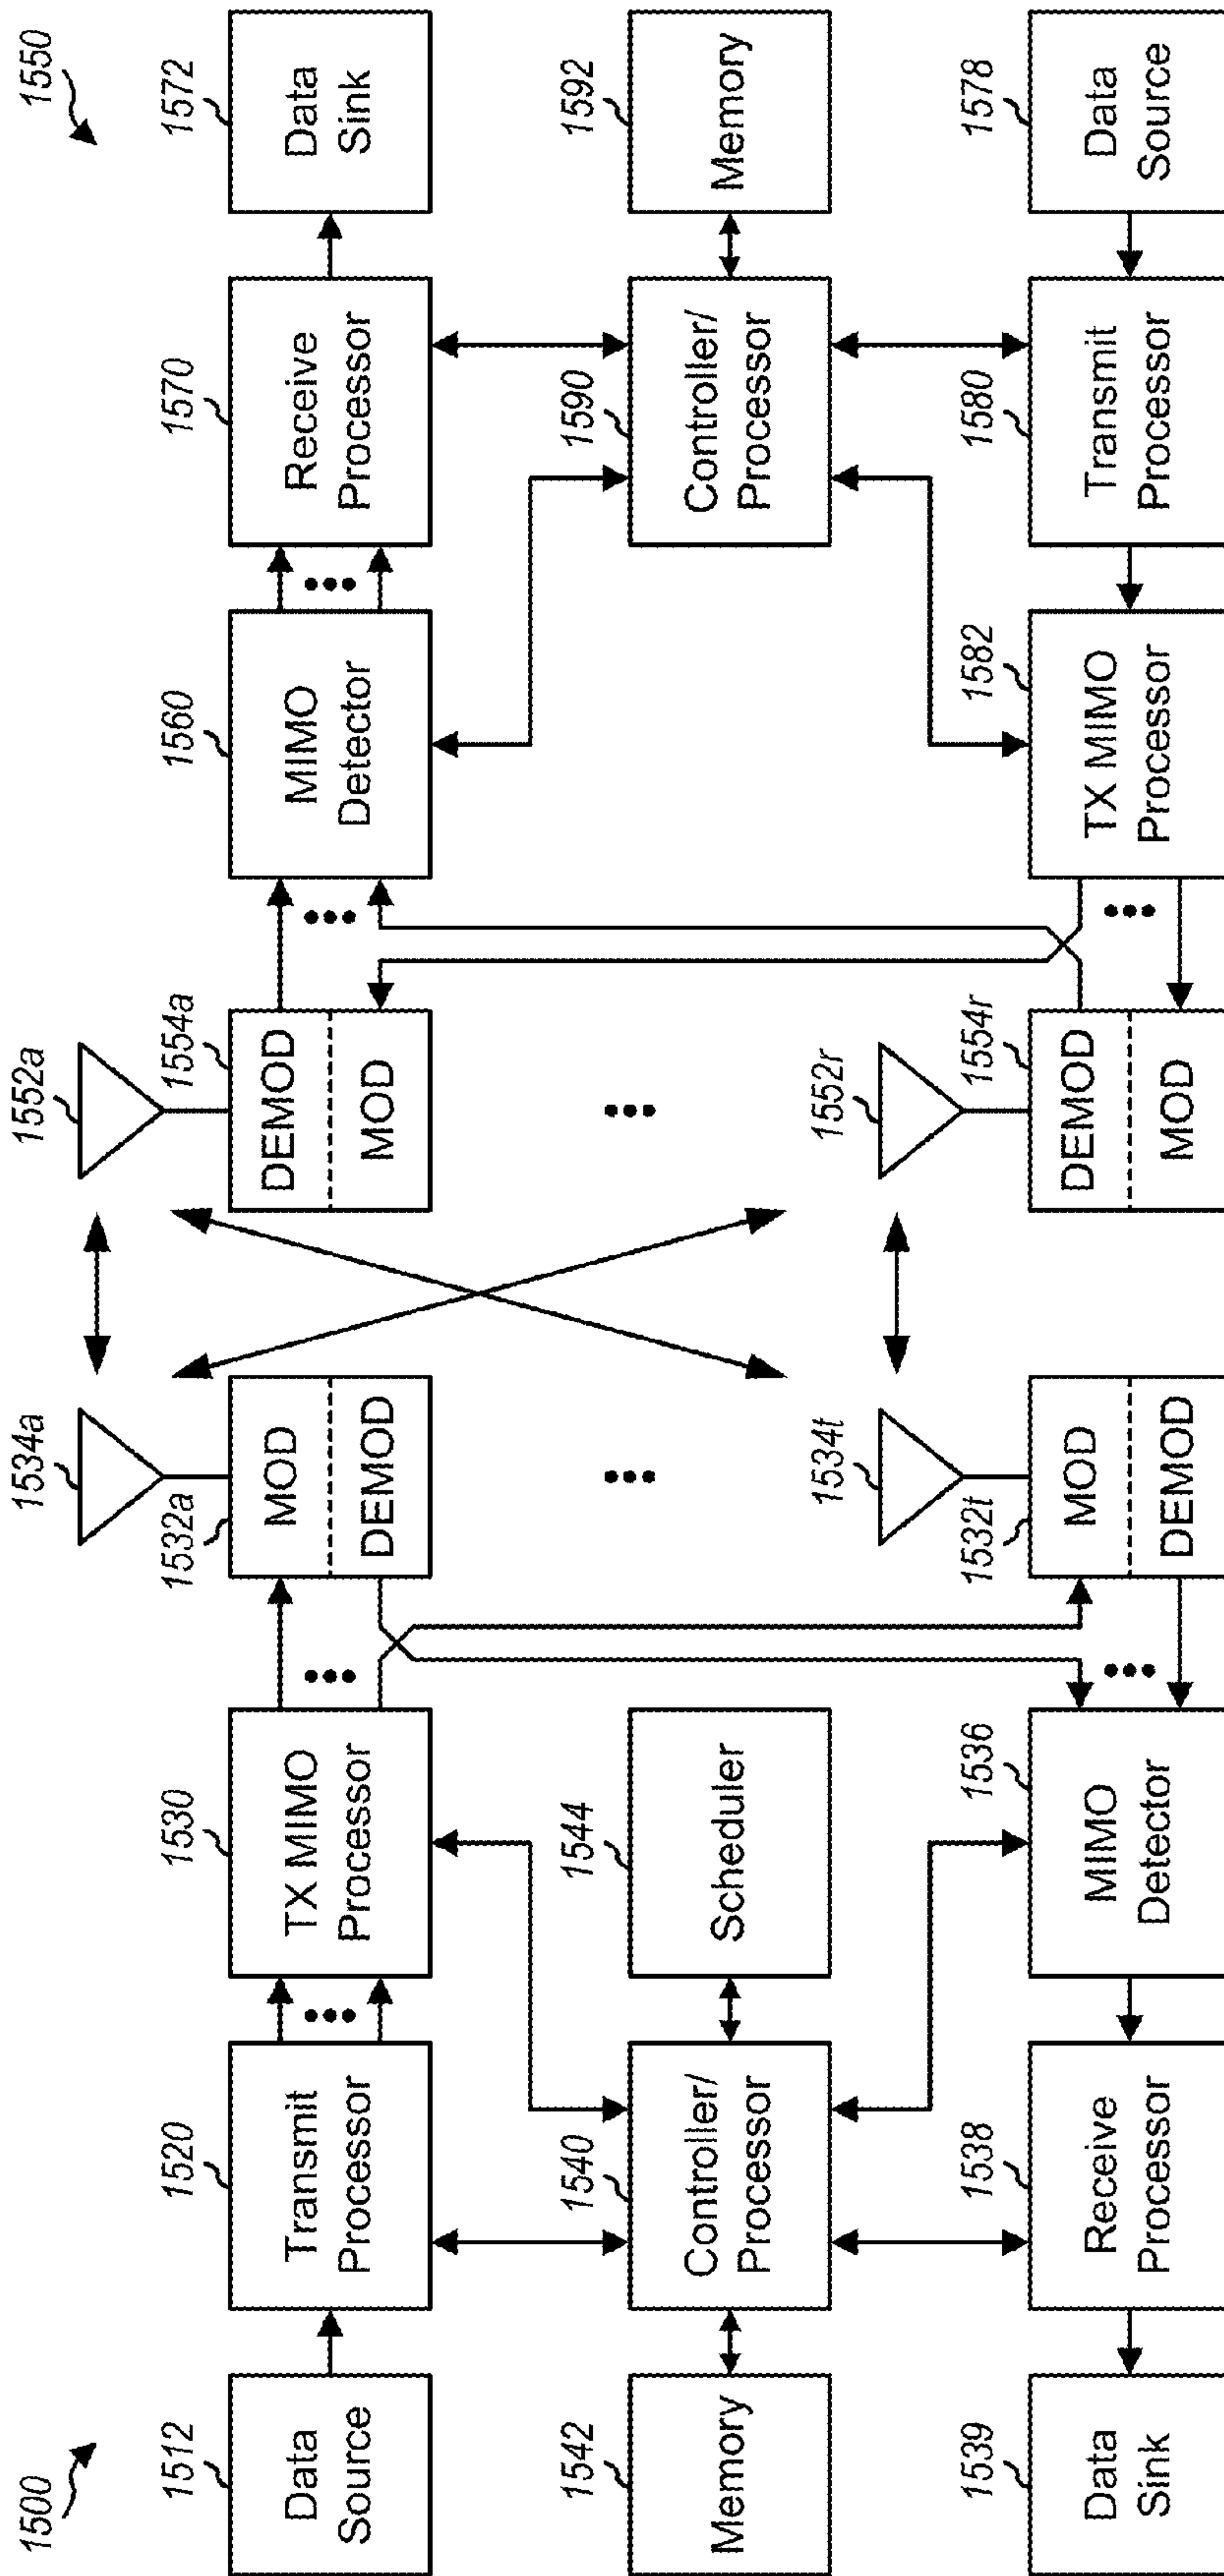 1500
1550
1534a
1552a
1512
1520
1530
1532a
1554a
1560
1570
1572
Data
Source
Transmit
Processor
TX MIMO
Processor
MOD
DEMOD
DEMOD
MOD
MIMO
Detector
Receive
Processor
Data
Sink
1542
1540
1544
1590
1592
Memory
Controller/
Processor
Scheduler
Controller/
Processor
Memory
1534t
1552r
1539
1538
1536
1532t
1554r
1582
1580
1578
Data
Sink
Receive
Processor
MIMO
Detector
MOD
DEMOD
DEMOD
MOD
TX MIMO
Processor
Transmit
Processor
Data
Source